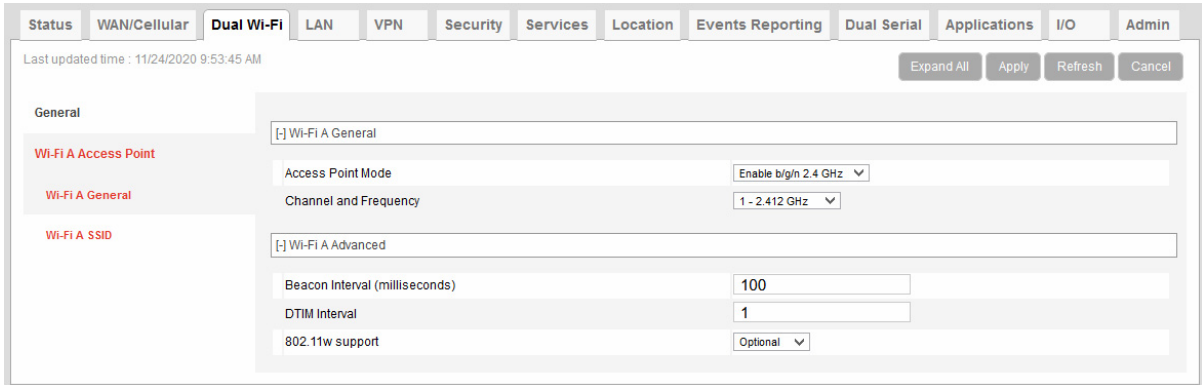 Status WAN/Cellular Dual Wi-Fi LAN VPN Security Services Location Events Reporting Dual Serial Applications I/O Admin
Last updated time : 11/24/2020 9:53:45 AM
Expand All Apply Refresh Cancel
General
[-] Wi-Fi A General
Wi-Fi A Access Point
Access Point Mode Enable b/g/n 2.4 GHz
Wi-Fi A General
Channel and Frequency 1 - 2.412 GHz
Wi-Fi A SSID
[-] Wi-Fi A Advanced
Beacon Interval (milliseconds) 100
DTIM Interval 1
802.11w support Optional